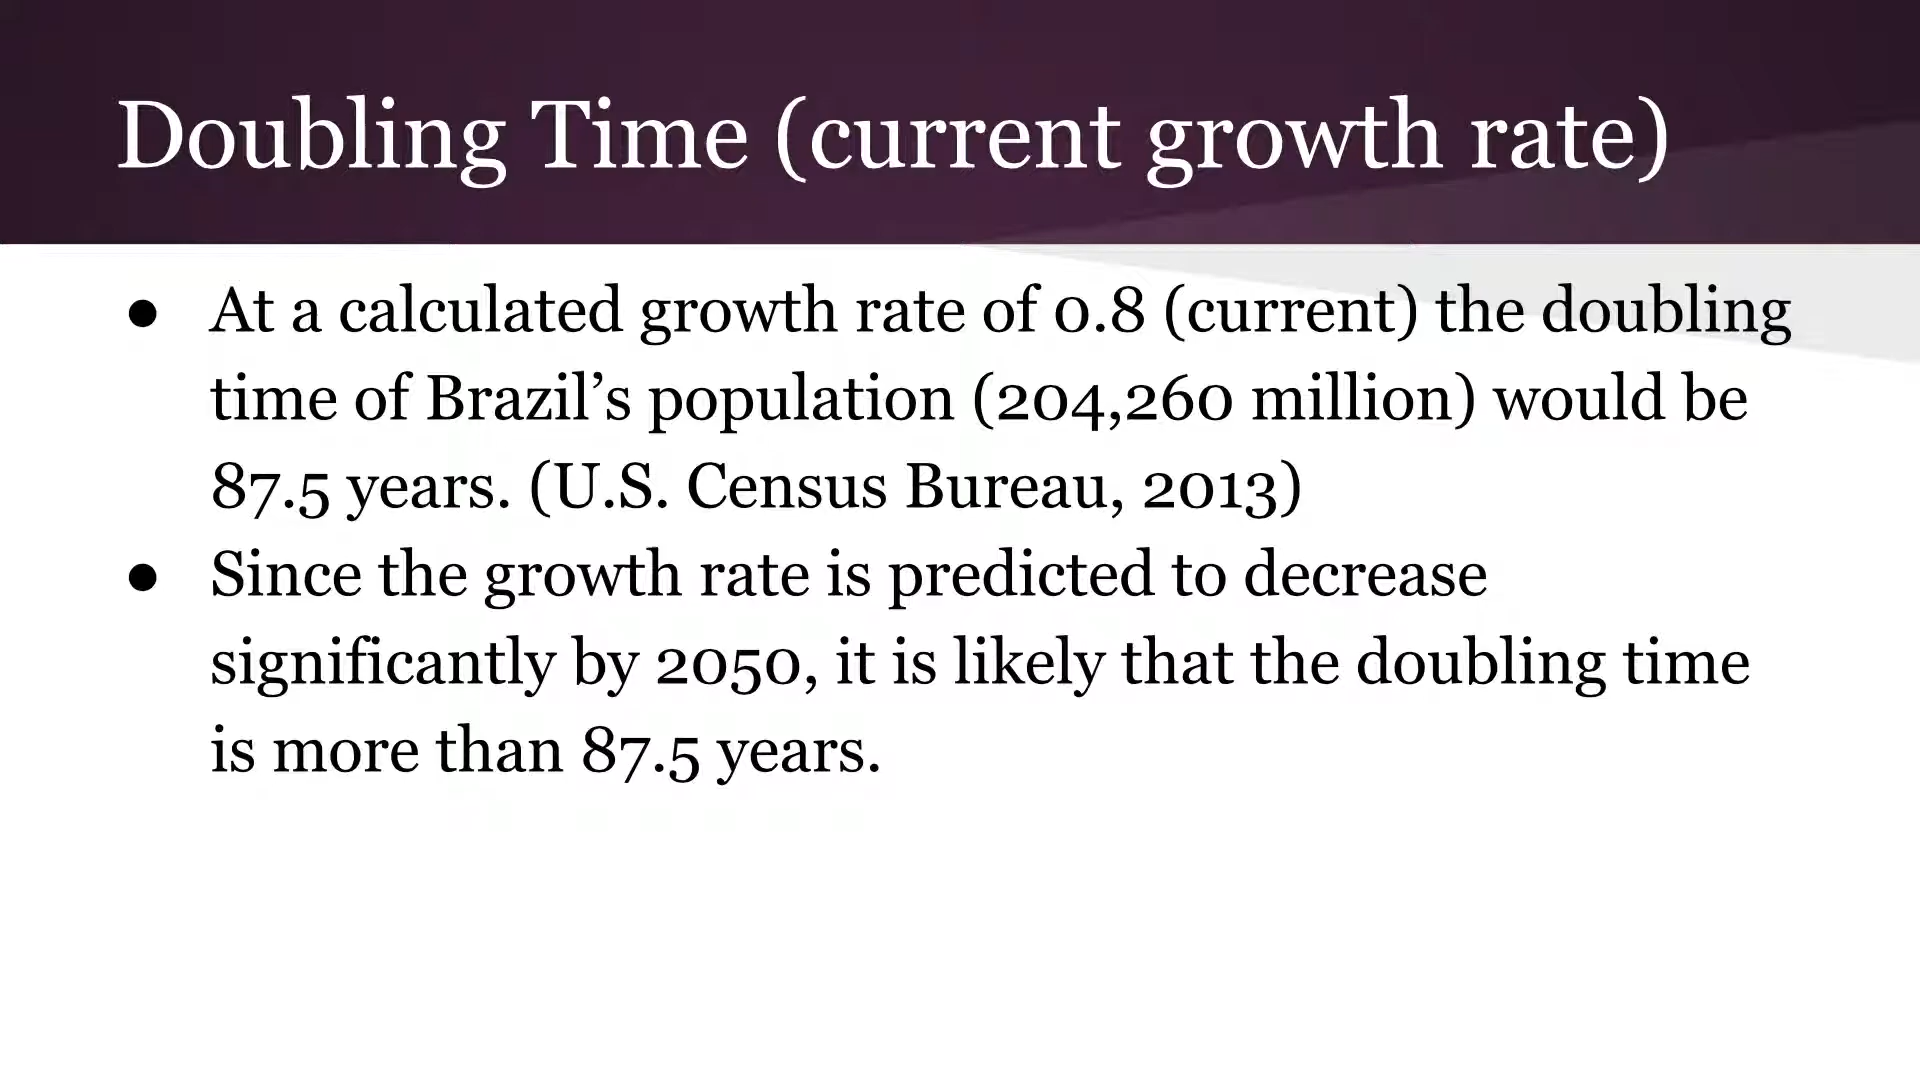 Doubling Time (current growth rate)
● At a calculated growth rate of 0.8 (current) the doubling
time of Brazil’s population (204,260 million) would be
87.5 years. (U.S. Census Bureau, 2013)
● Since the growth rate is predicted to decrease
significantly by 2050, it is likely that the doubling time
is more than 87.5 years.